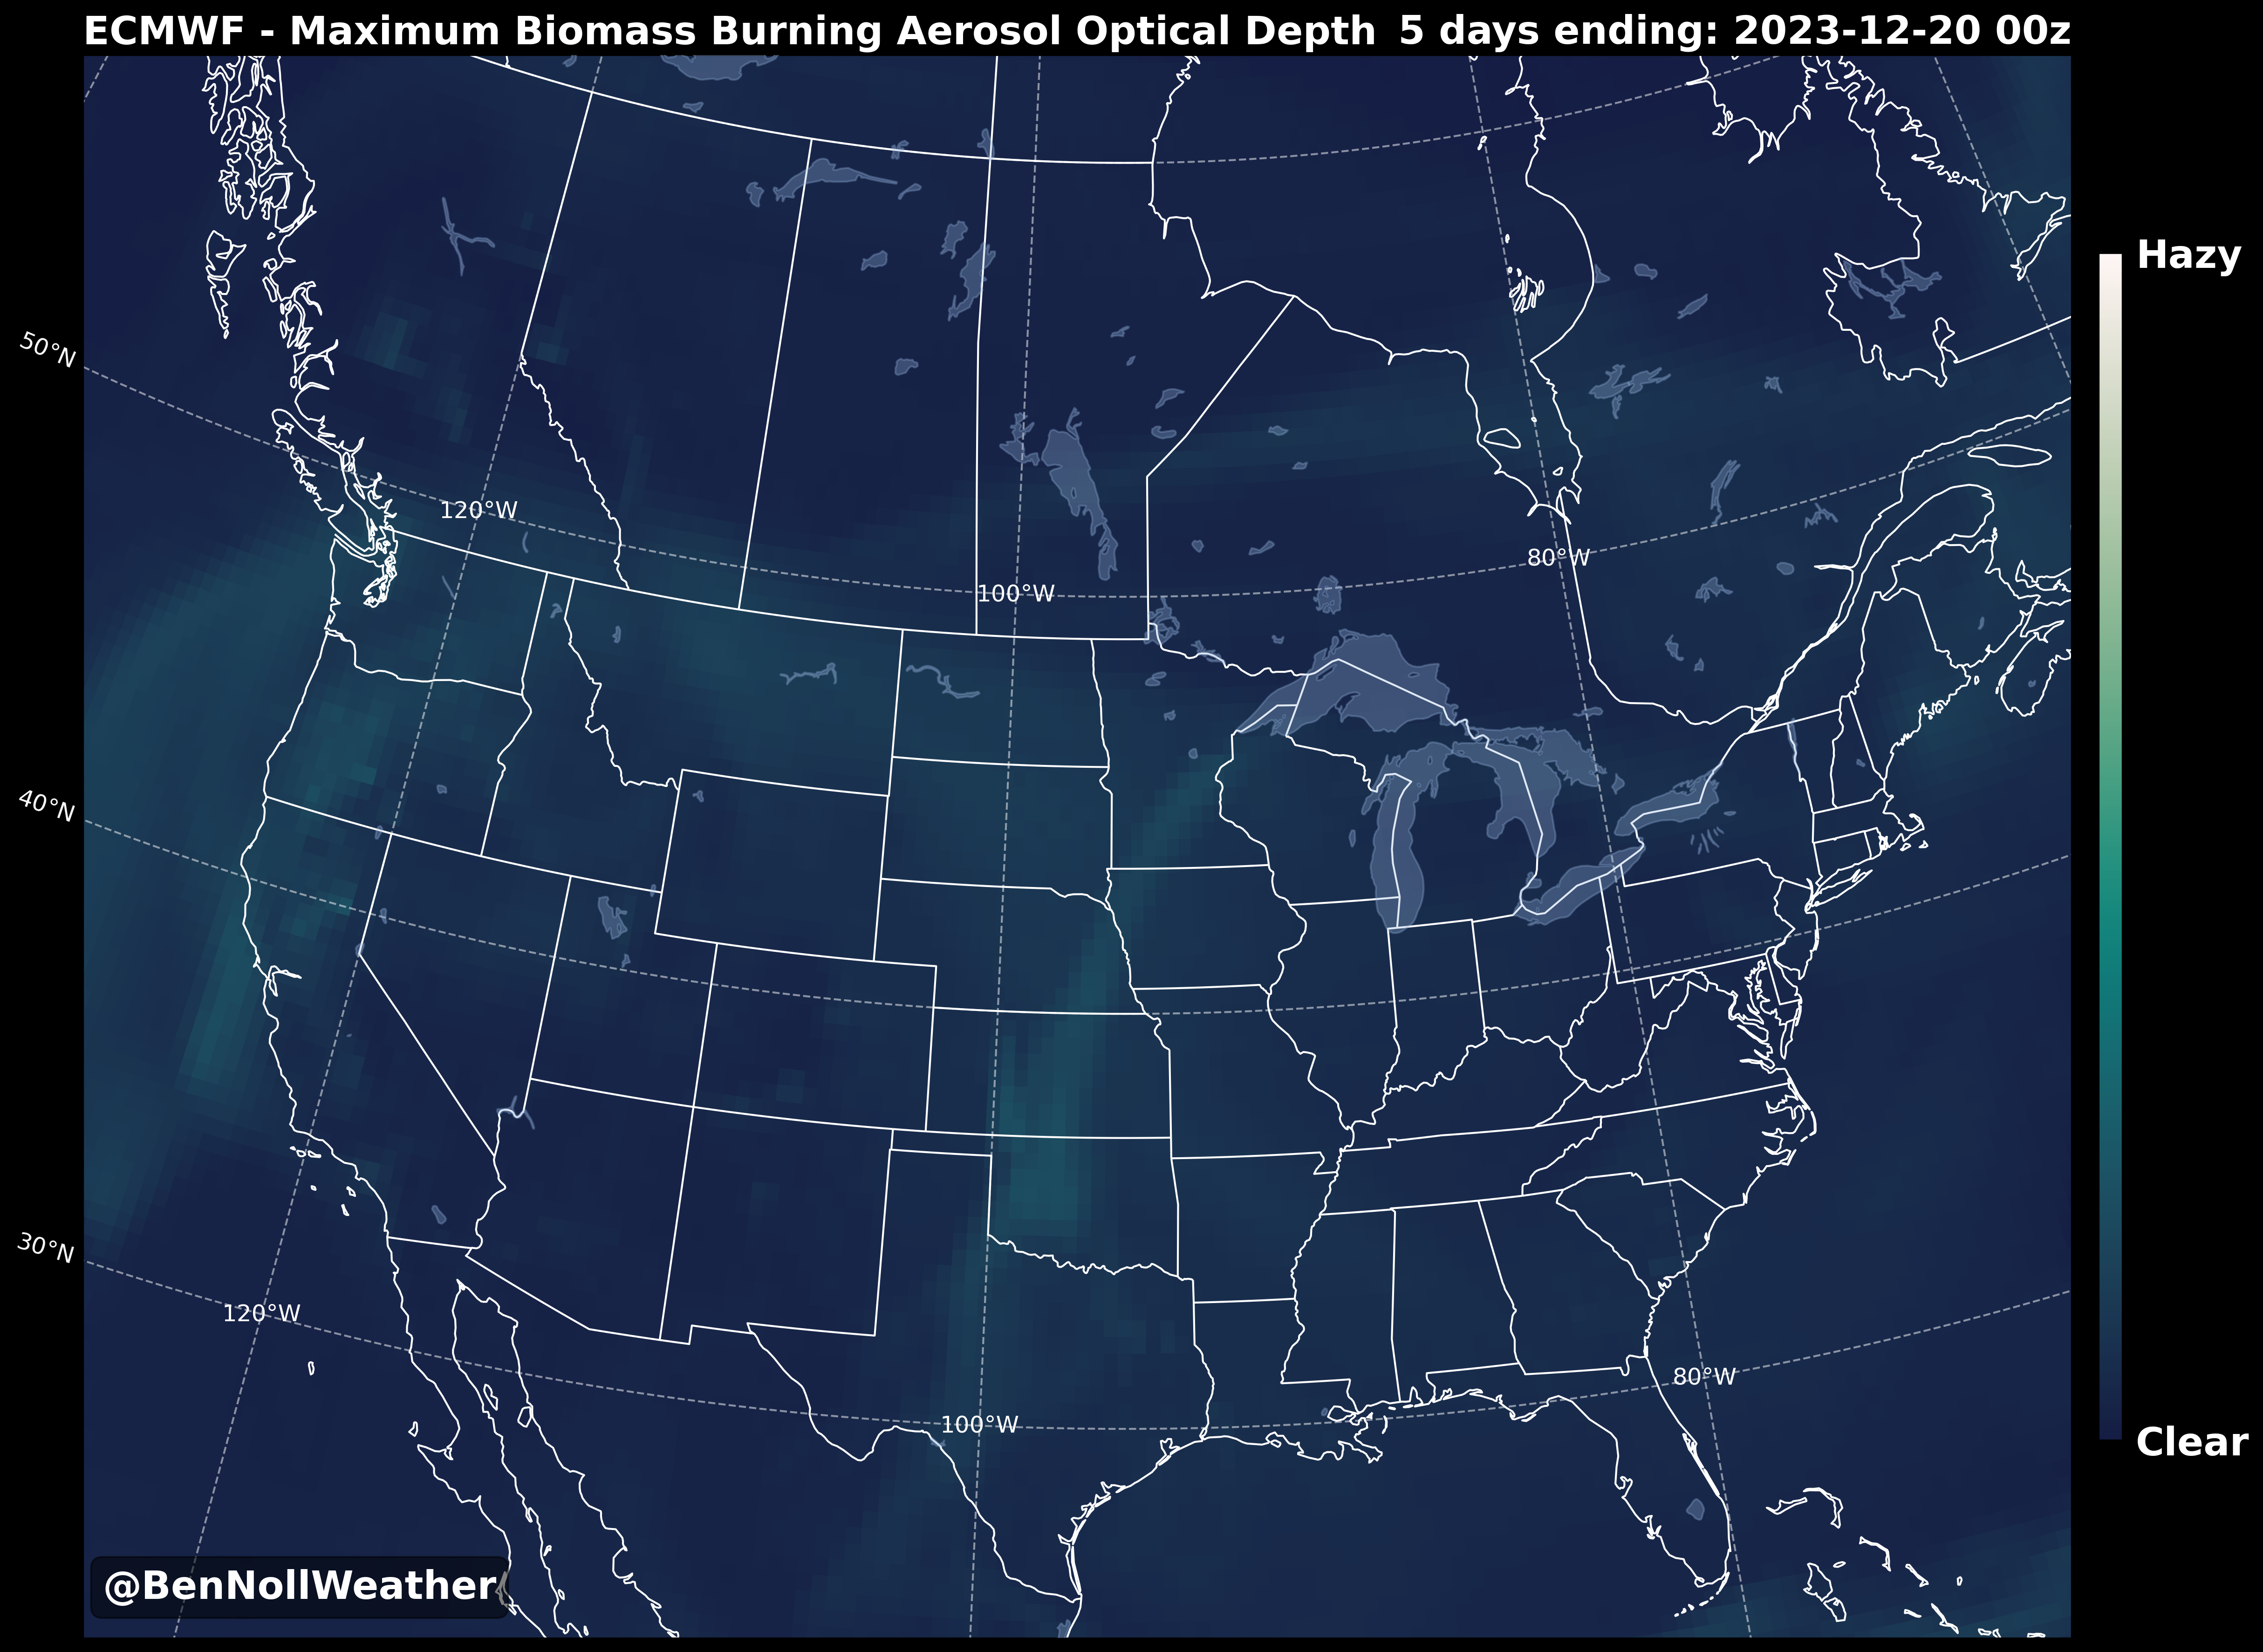 ECMWF - Maximum Biomass Burning Aerosol Optical Depth 5 days ending: 2023-12-20 00z
Hazy
50°N
120°W
80°W
100°W
40°N
30°N
120°W
80°W
100°W
Clear
@BenNollWeather